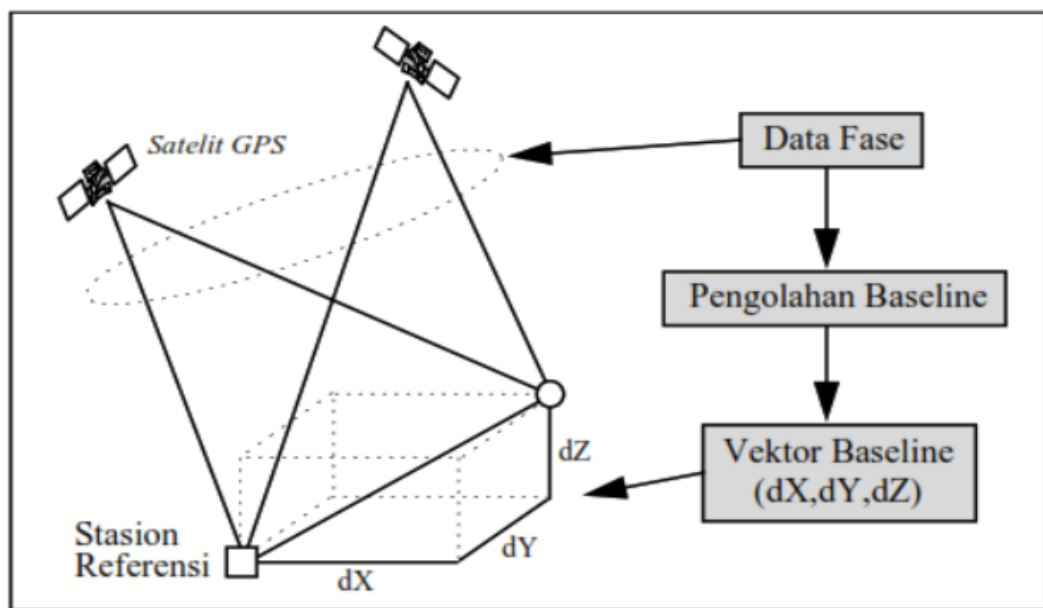 Satelit GPS
Data Fase
Pengolahan Baseline
Vektor Baseline
(dX,dY,dZ)
dZ
dY
dX
Stasion
Referensi